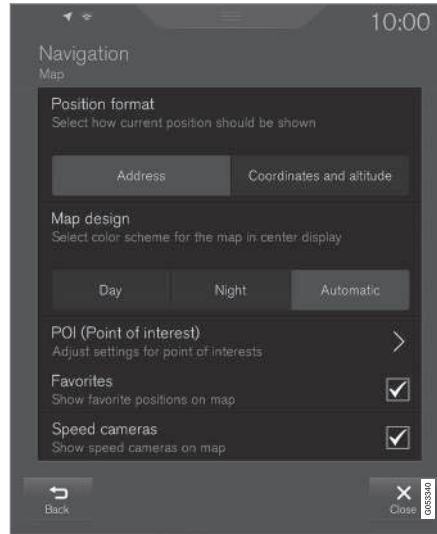 10:00
Navigation
Map
Position format
Select how current position should be shown
Address
Coordinates and altitude
Map design
Select color scheme for the map in center display
Day
Night
Automatic
POI (Point of interest)
Adjust settings for point of interests
Favorites
Show favorite positions on map
Speed cameras
Show speed cameras on map
Back
Close
G053340